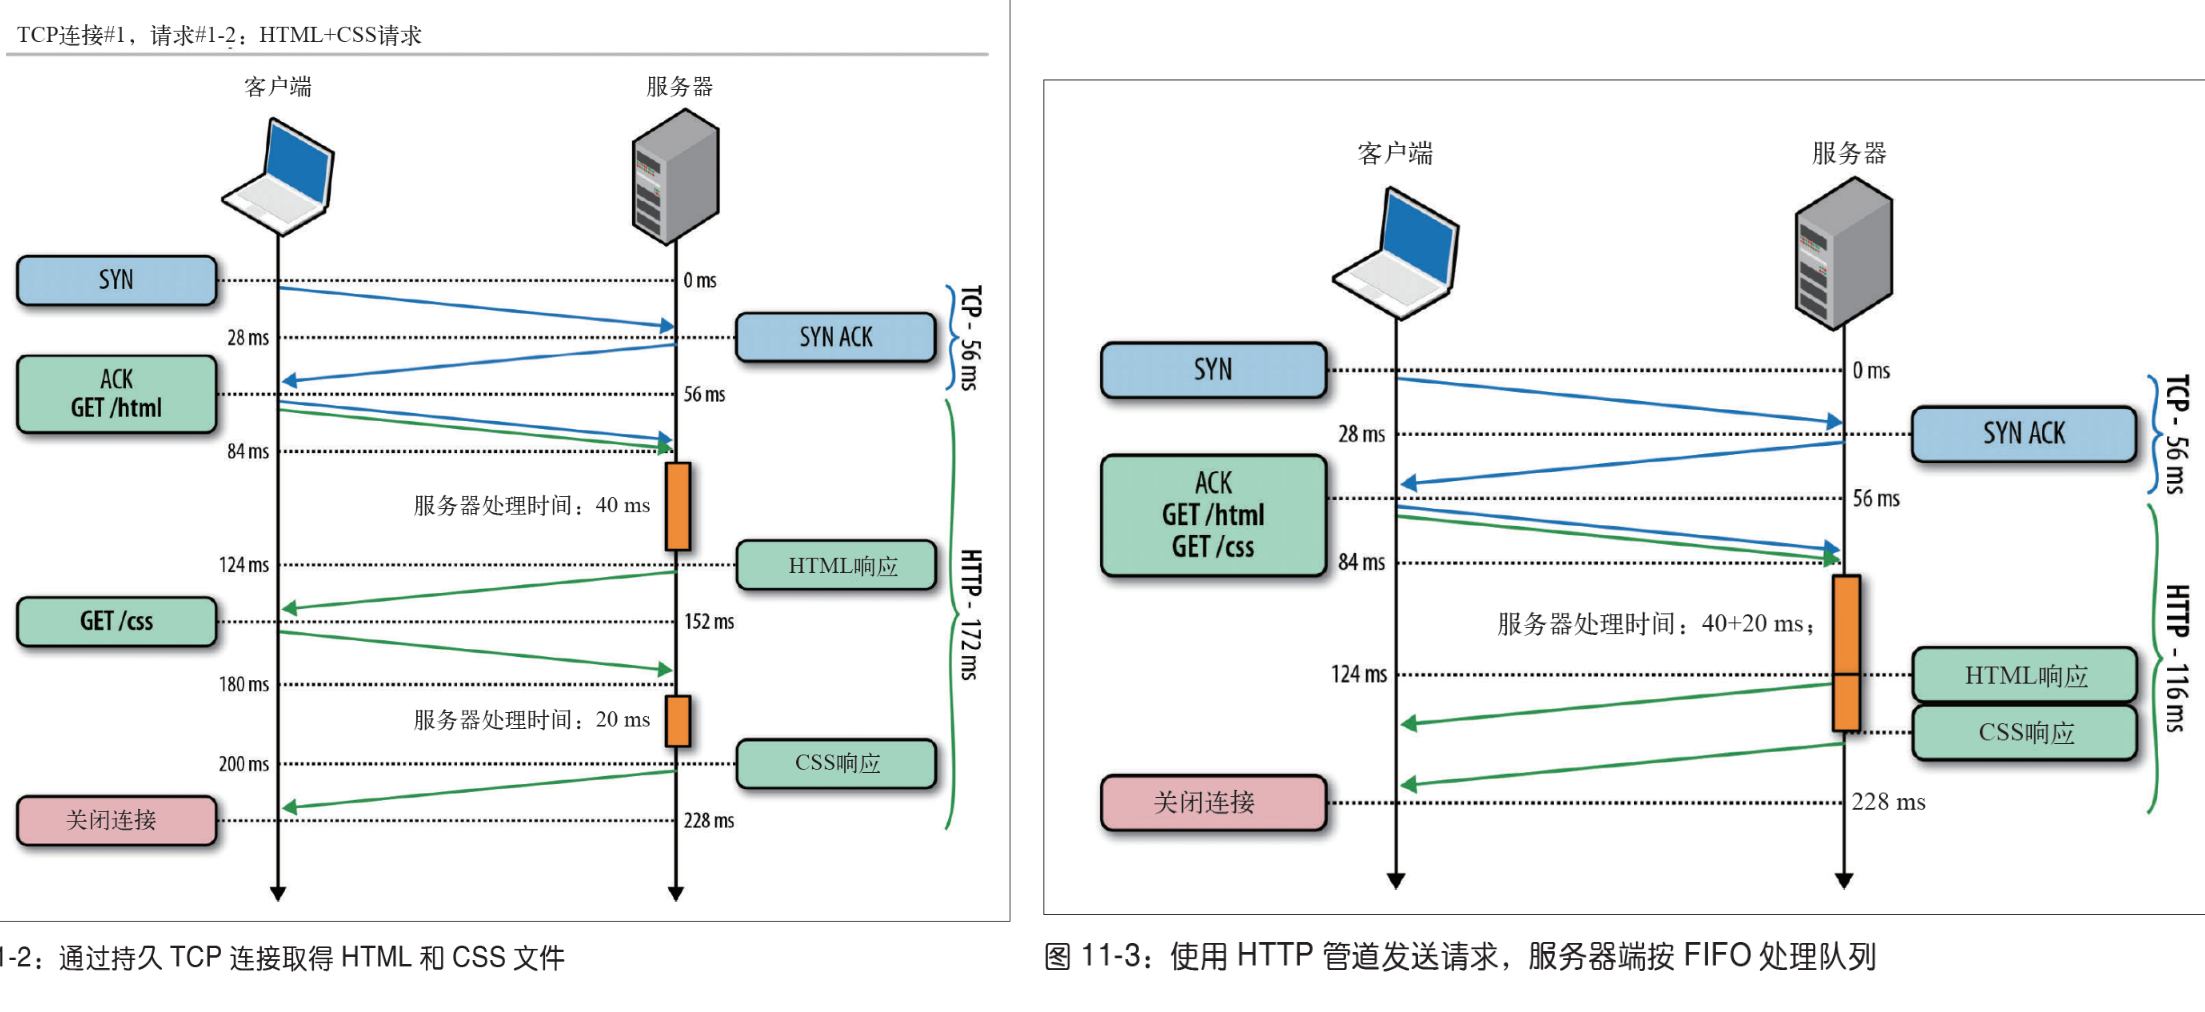 TCP连接#1，请求#1-2：HTML+CSS请求
客户端
服务器
SYN
0 ms
28 ms
SYN ACK
TCP - 56 ms
ACK
GET /html
56 ms
84 ms
服务器处理时间：40 ms
124 ms
HTML响应
HTTP - 172 ms
GET /css
152 ms
180 ms
服务器处理时间：20 ms
200 ms
CSS响应
关闭连接
228 ms
1-2：通过持久 TCP 连接取得 HTML 和 CSS 文件
客户端
服务器
SYN
0 ms
28 ms
SYN ACK
TCP - 56 ms
ACK
GET /html
GET /css
56 ms
84 ms
服务器处理时间：40+20 ms；
124 ms
HTML响应
CSS响应
HTTP - 116 ms
关闭连接
228 ms
图 11-3：使用 HTTP 管道发送请求，服务器端按 FIFO 处理队列